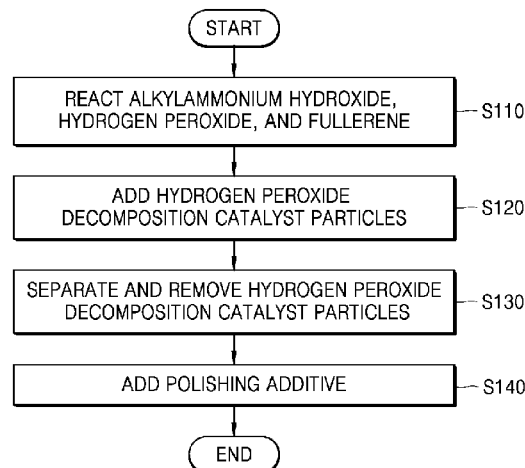 START
REACT ALKYLAMMONIUM HYDROXIDE,
HYDROGEN PEROXIDE, AND FULLERENE
S110
ADD HYDROGEN PEROXIDE
DECOMPOSITION CATALYST PARTICLES
S120
SEPARATE AND REMOVE HYDROGEN PEROXIDE
DECOMPOSITION CATALYST PARTICLES
S130
ADD POLISHING ADDITIVE
S140
END